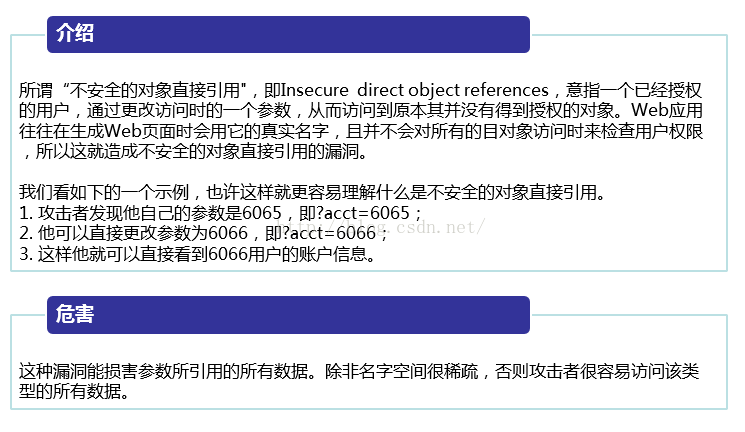 介绍
所谓“不安全的对象直接引用"，即Insecure direct object references，意指一个已经授权
的用户，通过更改访问时的一个参数，从而访问到原本其并没有得到授权的对象。Web应用
往往在生成Web页面时会用它的真实名字，且并不会对所有的目对象访问时来检查用户权限
，所以这就造成不安全的对象直接引用的漏洞。
我们看如下的一个示例，也许这样就更容易理解什么是不安全的对象直接引用。
1. 攻击者发现他自己的参数是6065，即?acct=6065；
2. 他可以直接更改参数为6066，即?acct=6066；
http://blog.csdn.net/
3. 这样他就可以直接看到6066用户的账户信息。
危害
这种漏洞能损害参数所引用的所有数据。除非名字空间很稀疏，否则攻击者很容易访问该类
型的所有数据。